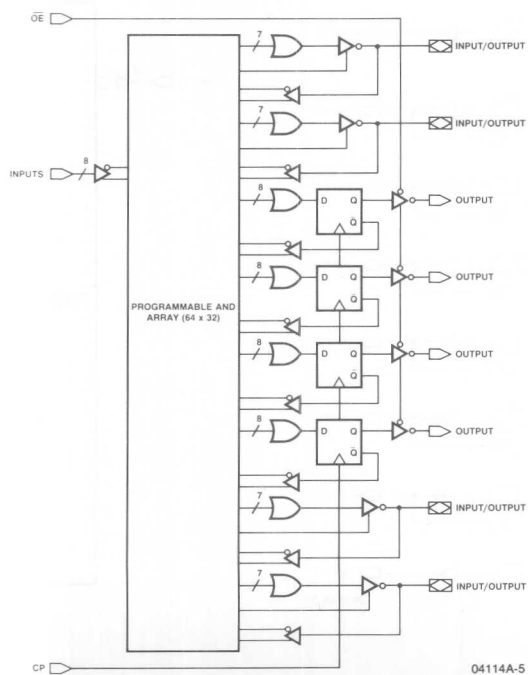 OE
7
INPUT/OUTPUT
7
INPUT/OUTPUT
8
INPUTS
8
D Q
Q
OUTPUT
8
D Q
Q
OUTPUT
PROGRAMMABLE AND
ARRAY (64 x 32)
8
D Q
Q
OUTPUT
8
D Q
Q
OUTPUT
7
INPUT/OUTPUT
7
INPUT/OUTPUT
CP
04114A-5